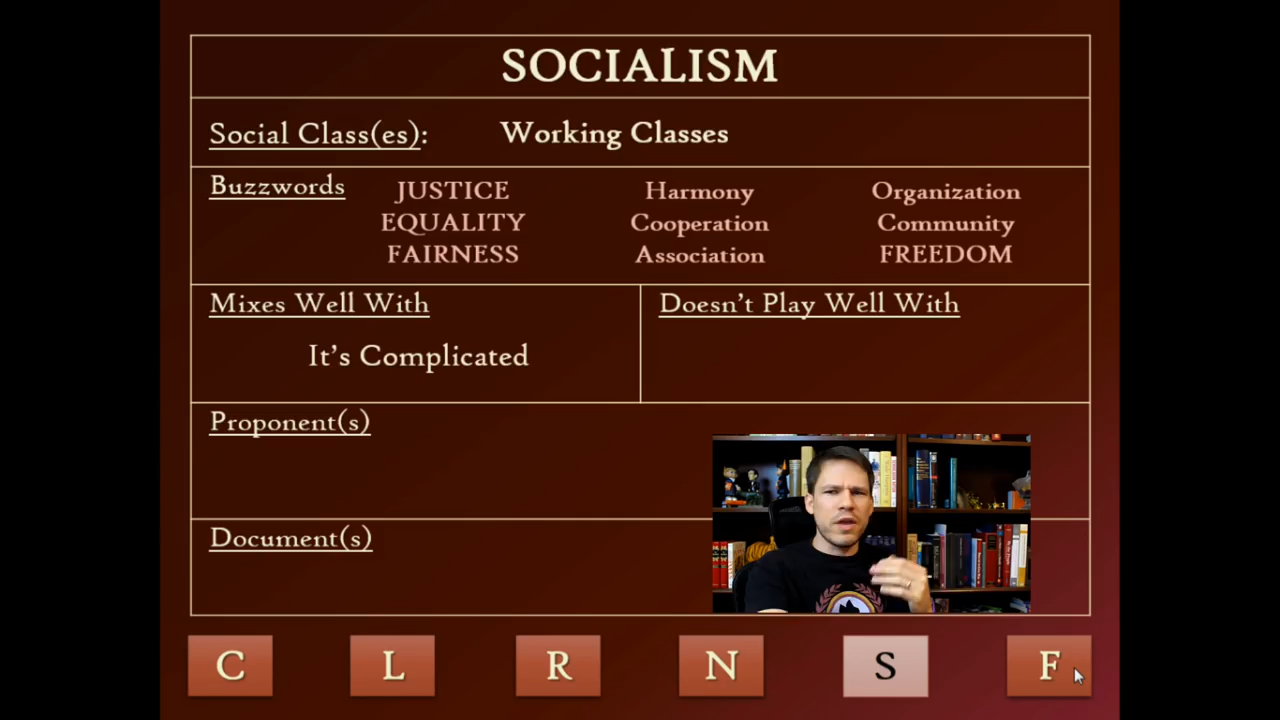 SOCIALISM
Social Class(es): Working Classes
Buzzwords JUSTICE Harmony Organization
EQUALITY Cooperation Community
FAIRNESS Association FREEDOM
Mixes Well With Doesn't Play Well With
It's Complicated
Proponent(s)
Document(s)
C L R N S F